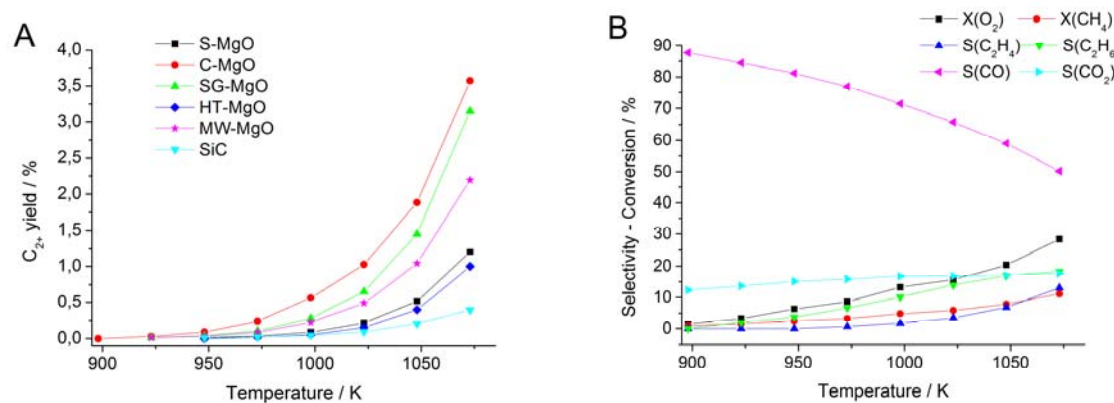 A
S-MgO
C-MgO
SG-MgO
HT-MgO
MW-MgO
SiC
4,0
3,5
3,0
2,5
2,0
1,5
1,0
0,5
0,0
C2+ yield / %
900 950 1000 1050
Temperature / K
B
X(O2) X(CH4)
S(C2H4) S(C2H6
S(CO) S(CO2)
90
80
70
60
50
40
30
20
10
0
Selectivity - Conversion / %
900 950 1000 1050
Temperature / K